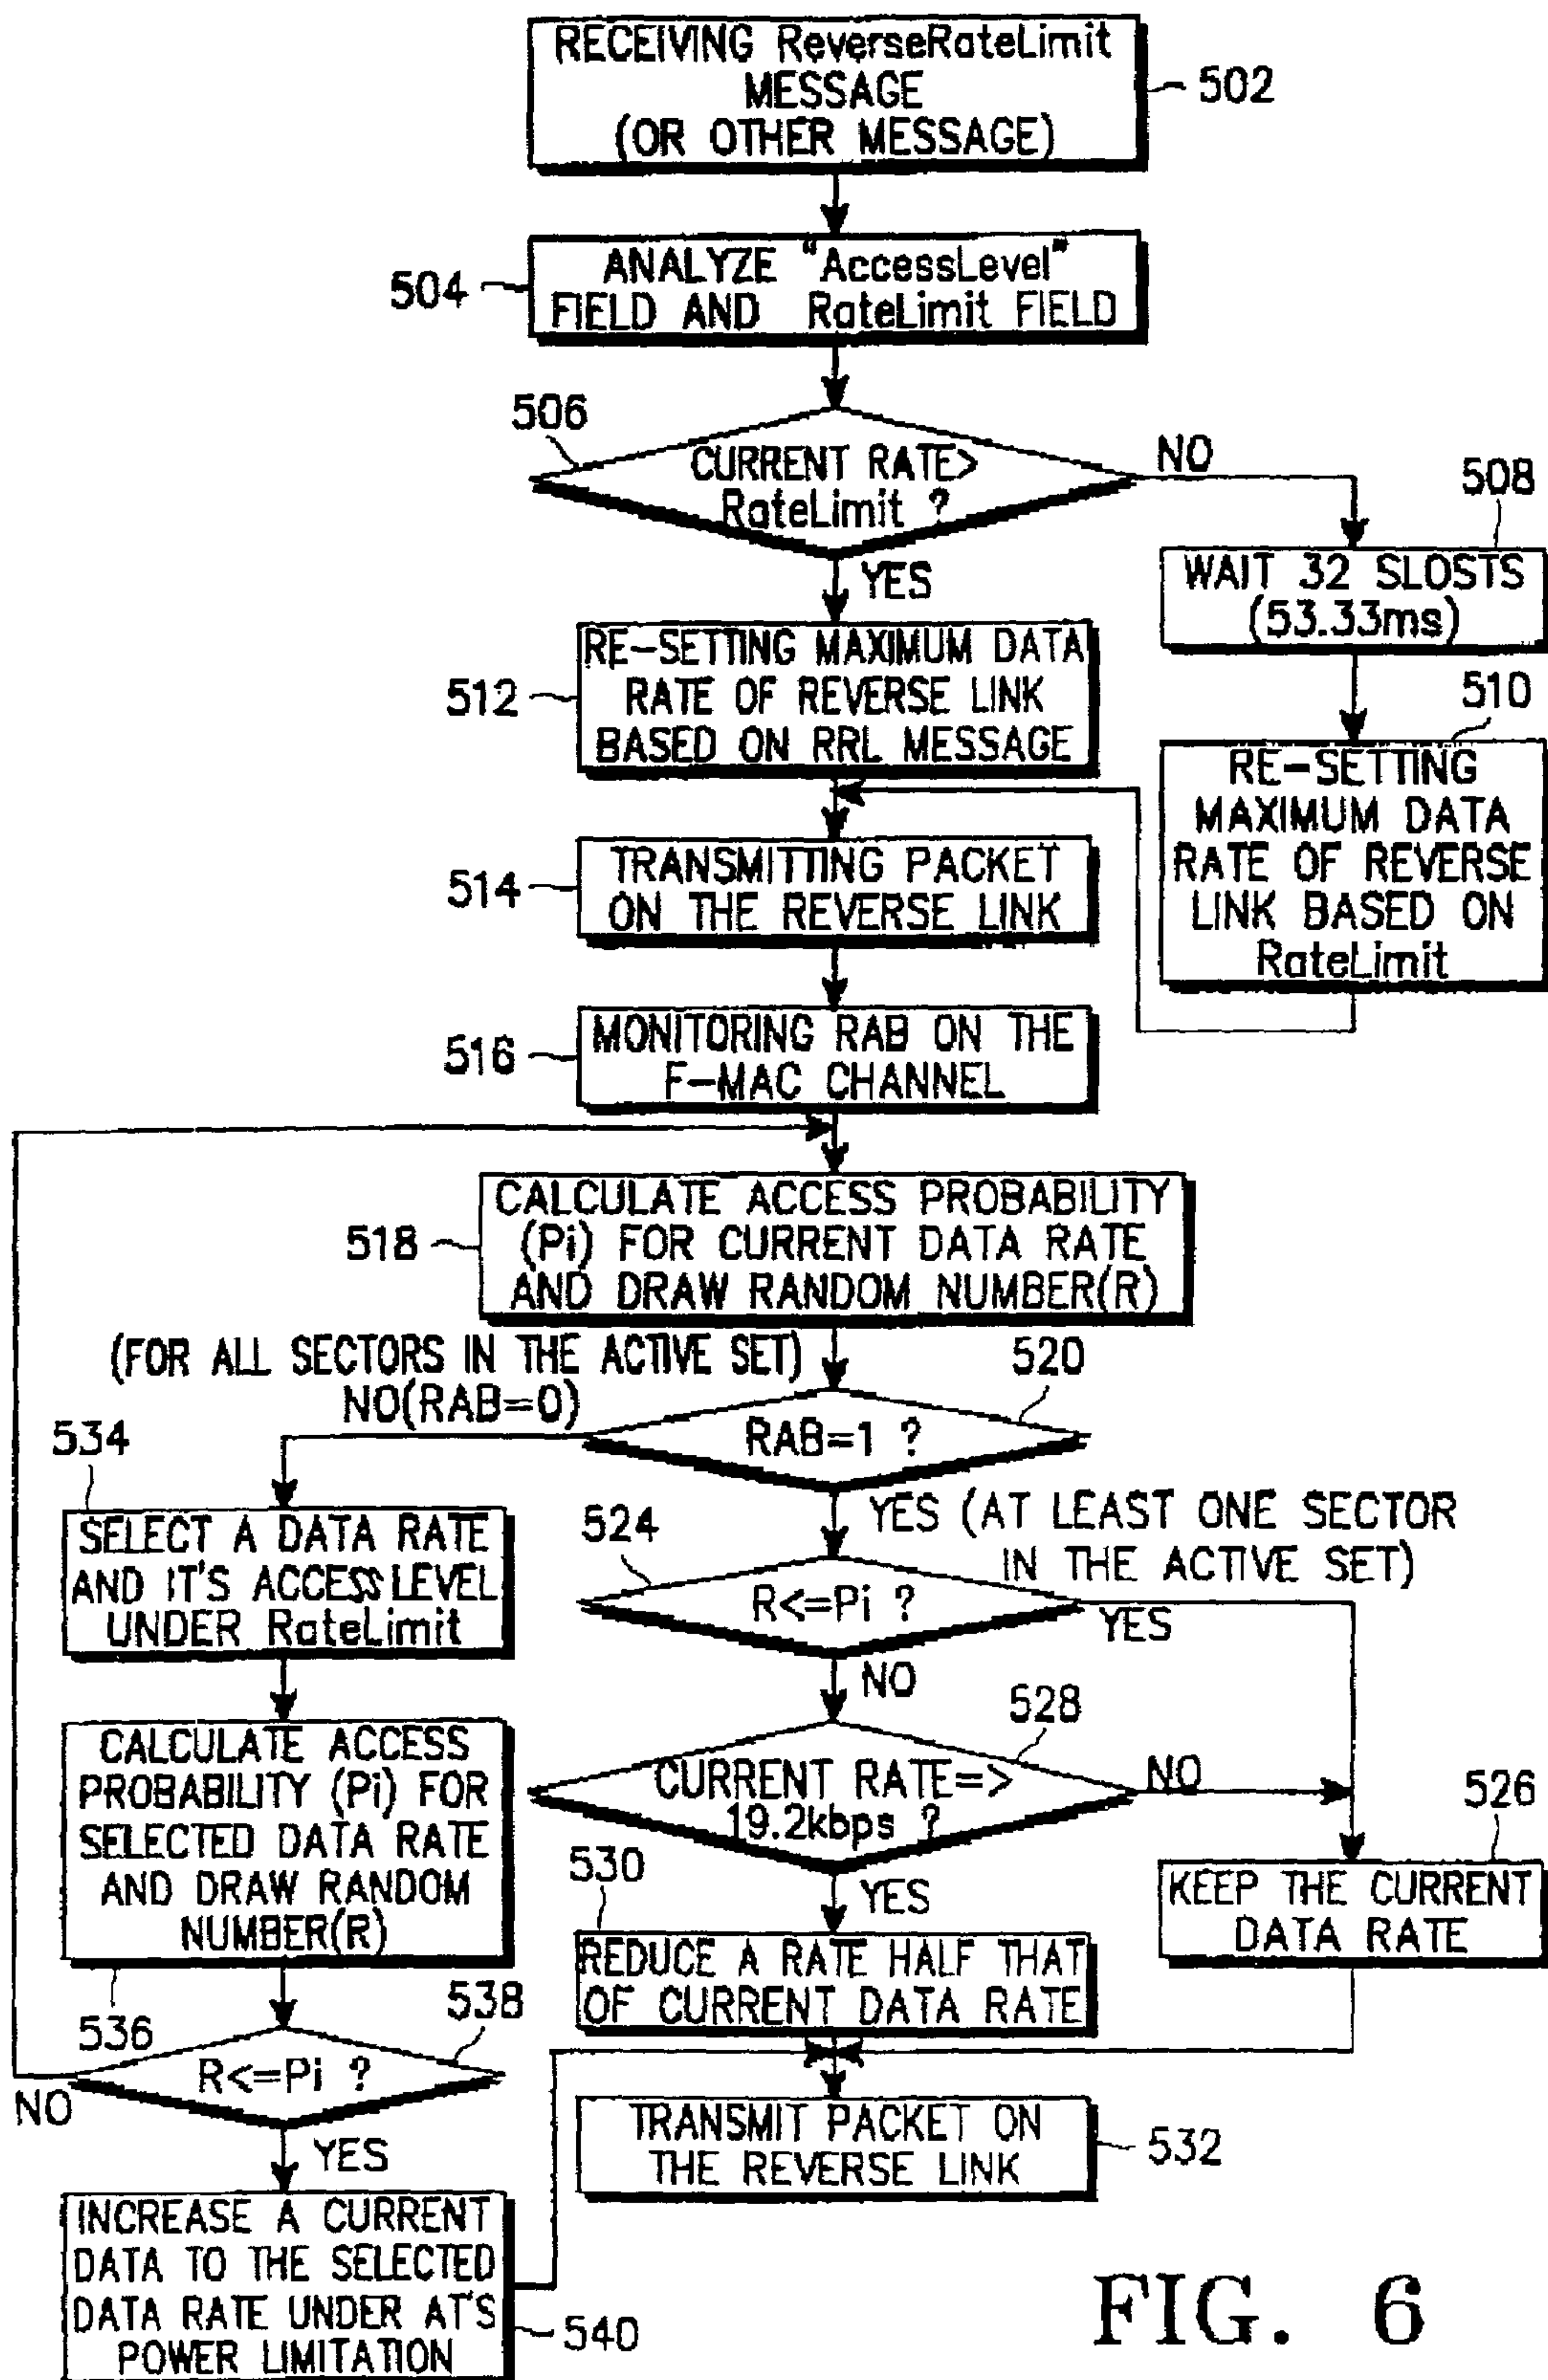 RECEIVING ReverseRateLimit
MESSAGE
(OR OTHER MESSAGE)
502
ANALYZE "AccessLevel"
FIELD AND RateLimit FIELD
504
506
CURRENT RATE>
RateLimit ?
NO
YES
508
WAIT 32 SLOSTS
(53.33ms)
510
RE-SETTING
MAXIMUM DATA
RATE OF REVERSE
LINK BASED ON
RateLimit
512
RE-SETTING MAXIMUM DATA
RATE OF REVERSE LINK
BASED ON RRL MESSAGE
514
TRANSMITTING PACKET
ON THE REVERSE LINK
516
MONITORING RAB ON THE
F-MAC CHANNEL
518
CALCULATE ACCESS PROBABILITY
(Pi) FOR CURRENT DATA RATE
AND DRAW RANDOM NUMBER(R)
(FOR ALL SECTORS IN THE ACTIVE SET)
NO(RAB=0)
520
RAB=1 ?
YES (AT LEAST ONE SECTOR
IN THE ACTIVE SET)
534
SELECT A DATA RATE
AND IT'S ACCESS LEVEL
UNDER RateLimit
524
R<=Pi ?
YES
NO
CALCULATE ACCESS
PROBABILITY (Pi) FOR
SELECTED DATA RATE
AND DRAW RANDOM
NUMBER(R)
536
528
CURRENT RATE=>
19.2kbps ?
NO
YES
526
KEEP THE CURRENT
DATA RATE
530
REDUCE A RATE HALF THAT
OF CURRENT DATA RATE
538
R<=Pi ?
NO
YES
TRANSMIT PACKET ON
THE REVERSE LINK
532
INCREASE A CURRENT
DATA TO THE SELECTED
DATA RATE UNDER AT'S
POWER LIMITATION
540
FIG. 6